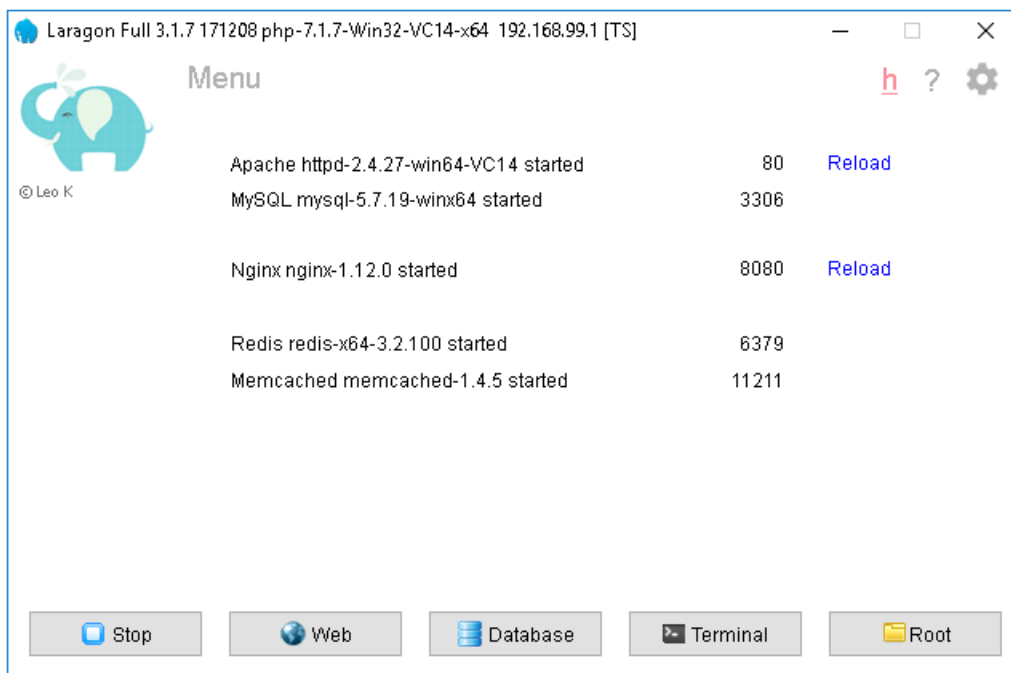 Laragon Full 3.1.7 171208 php-7.1.7-Win32-VC14-x64 192.168.99.1 [TS]
Menu h ?
© Leo K
Apache httpd-2.4.27-win64-VC14 started 80 Reload
MySQL mysql-5.7.19-winx64 started 3306
Nginx nginx-1.12.0 started 8080 Reload
Redis redis-x64-3.2.100 started 6379
Memcached memcached-1.4.5 started 11211
Stop Web Database Terminal Root